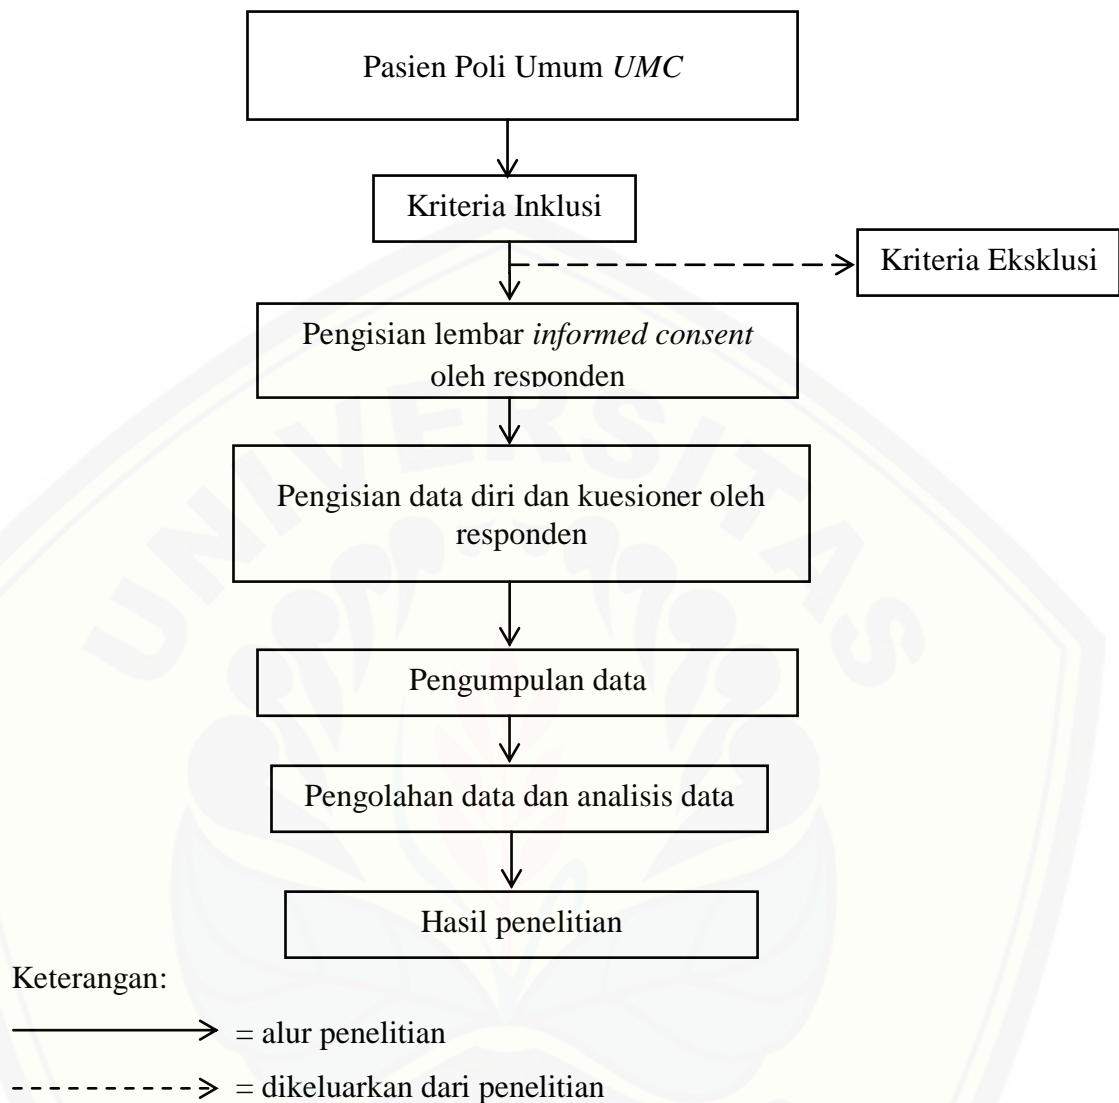 Pasien Poli Umum UMC
Kriteria Inklusi
Kriteria Eksklusi
Pengisian lembar informed consent
oleh responden
Pengisian data diri dan kuesioner oleh
responden
Pengumpulan data
Pengolahan data dan analisis data
Hasil penelitian
Keterangan:
= alur penelitian
= dikeluarkan dari penelitian
UNIVERSITAS